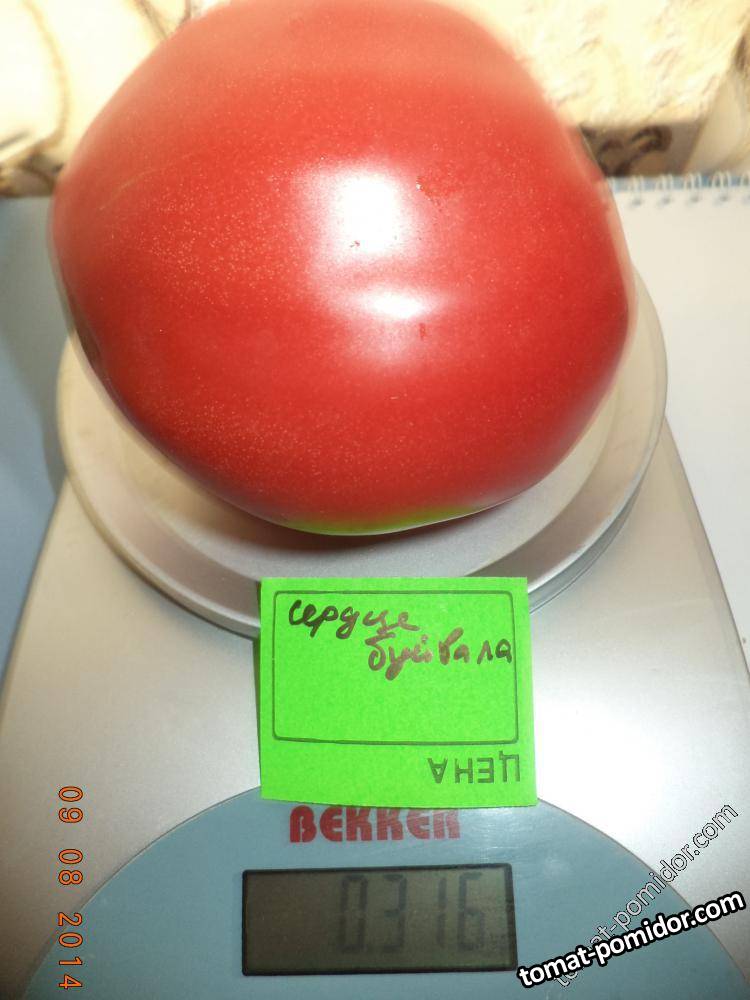 сердце
буйвала
ЦЕНА
BEKKER
0.316
09 08 2014
tomat-pomidor.com
tomat-pomidor.com